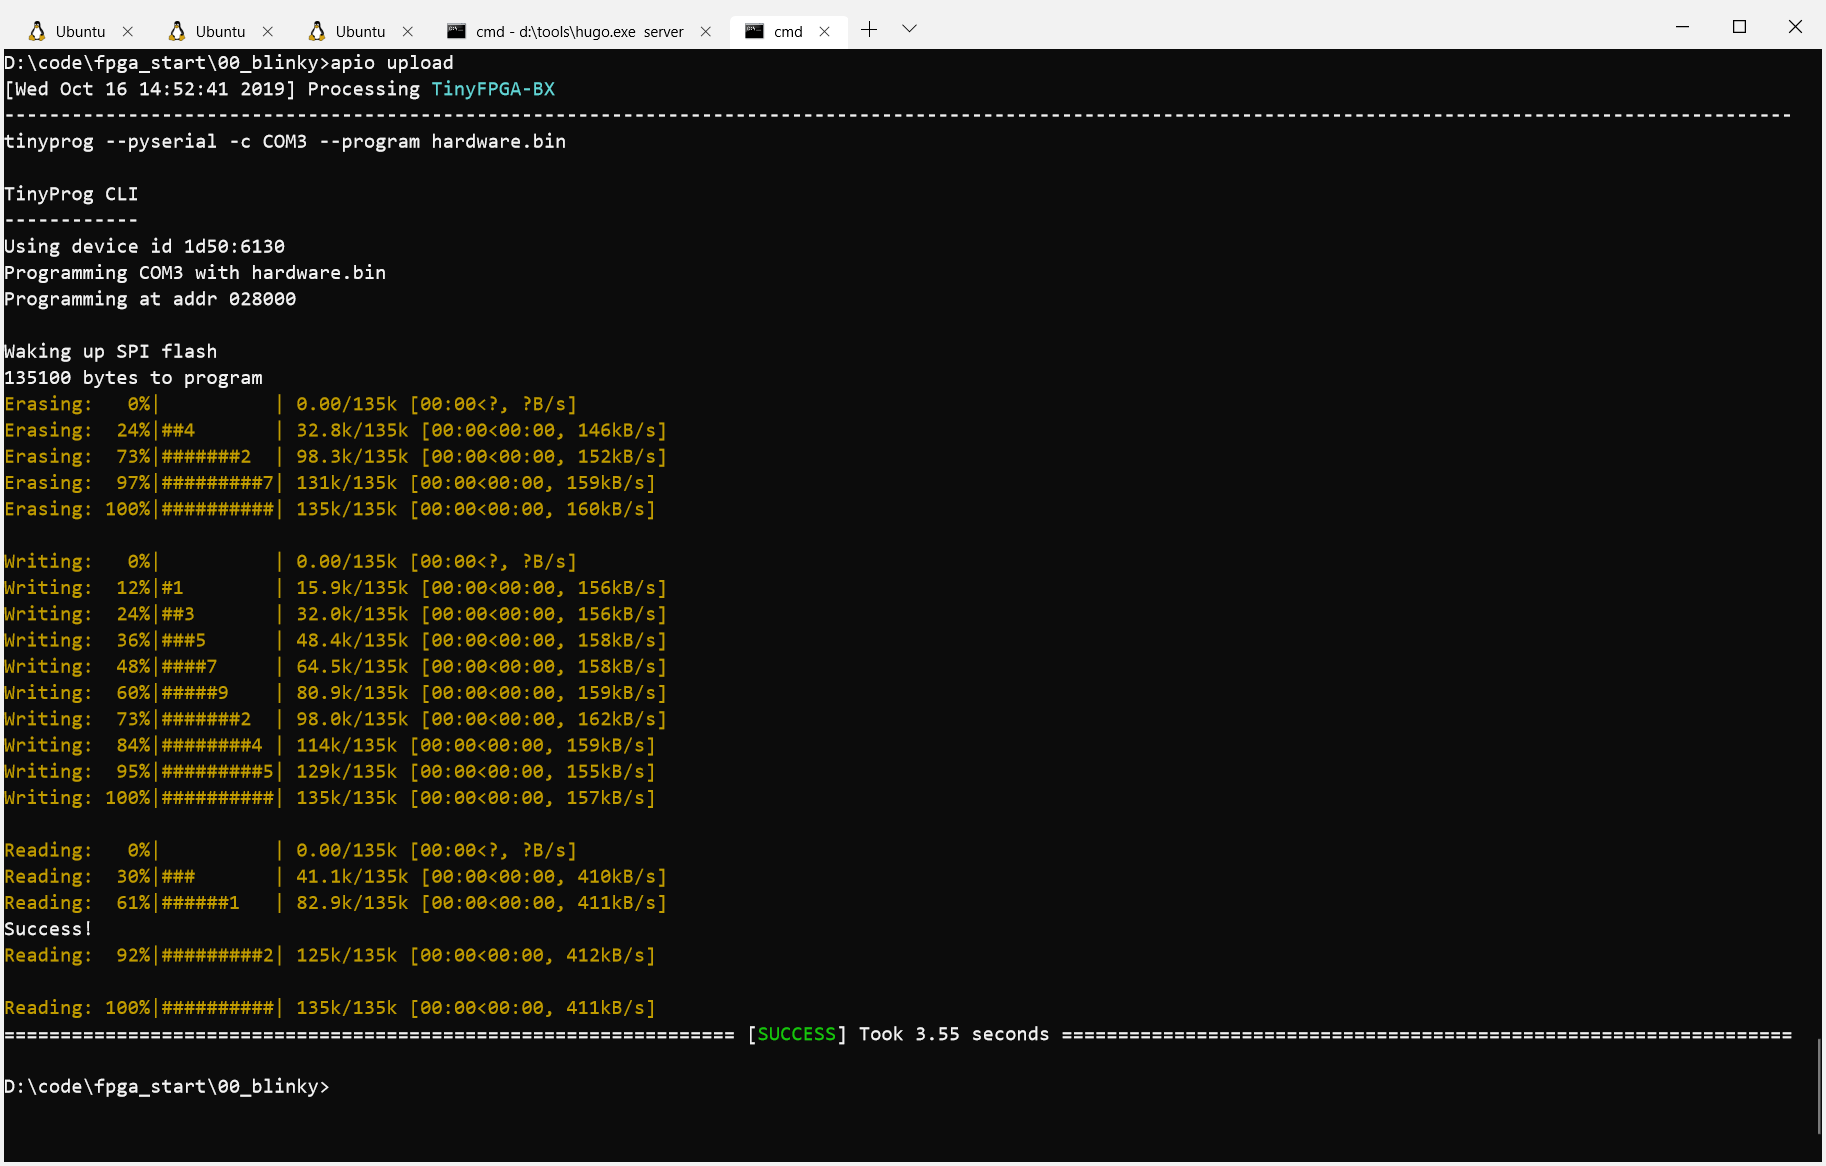 Ubuntu Ubuntu Ubuntu cmd - d:\tools\hugo.exe server cmd
D:\code\fpga_start\00_blinky>apio upload
[Wed Oct 16 14:52:41 2019] Processing TinyFPGA-BX
---------------------------------------------------------------------------------------------------------------------------------------------------------------
tinyprog --pyserial -c COM3 --program hardware.bin
TinyProg CLI
------------
Using device id 1d50:6130
Programming COM3 with hardware.bin
Programming at addr 028000
Waking up SPI flash
135100 bytes to program
Erasing:   0%|          | 0.00/135k [00:00<?, ?B/s]
Erasing:  24%|##4       | 32.8k/135k [00:00<00:00, 146kB/s]
Erasing:  73%|#######2  | 98.3k/135k [00:00<00:00, 152kB/s]
Erasing:  97%|#########7| 131k/135k [00:00<00:00, 159kB/s]
Erasing: 100%|##########| 135k/135k [00:00<00:00, 160kB/s]
Writing:   0%|          | 0.00/135k [00:00<?, ?B/s]
Writing:  12%|#1        | 15.9k/135k [00:00<00:00, 156kB/s]
Writing:  24%|##3       | 32.0k/135k [00:00<00:00, 156kB/s]
Writing:  36%|###5      | 48.4k/135k [00:00<00:00, 158kB/s]
Writing:  48%|####7     | 64.5k/135k [00:00<00:00, 158kB/s]
Writing:  60%|#####9    | 80.9k/135k [00:00<00:00, 159kB/s]
Writing:  73%|#######2  | 98.0k/135k [00:00<00:00, 162kB/s]
Writing:  84%|########4 | 114k/135k [00:00<00:00, 159kB/s]
Writing:  95%|#########5| 129k/135k [00:00<00:00, 155kB/s]
Writing: 100%|##########| 135k/135k [00:00<00:00, 157kB/s]
Reading:   0%|          | 0.00/135k [00:00<?, ?B/s]
Reading:  30%|###       | 41.1k/135k [00:00<00:00, 410kB/s]
Reading:  61%|######1   | 82.9k/135k [00:00<00:00, 411kB/s]
Success!
Reading:  92%|#########2| 125k/135k [00:00<00:00, 412kB/s]
Reading: 100%|##########| 135k/135k [00:00<00:00, 411kB/s]
================================================================= [SUCCESS] Took 3.55 seconds =================================================================
D:\code\fpga_start\00_blinky>